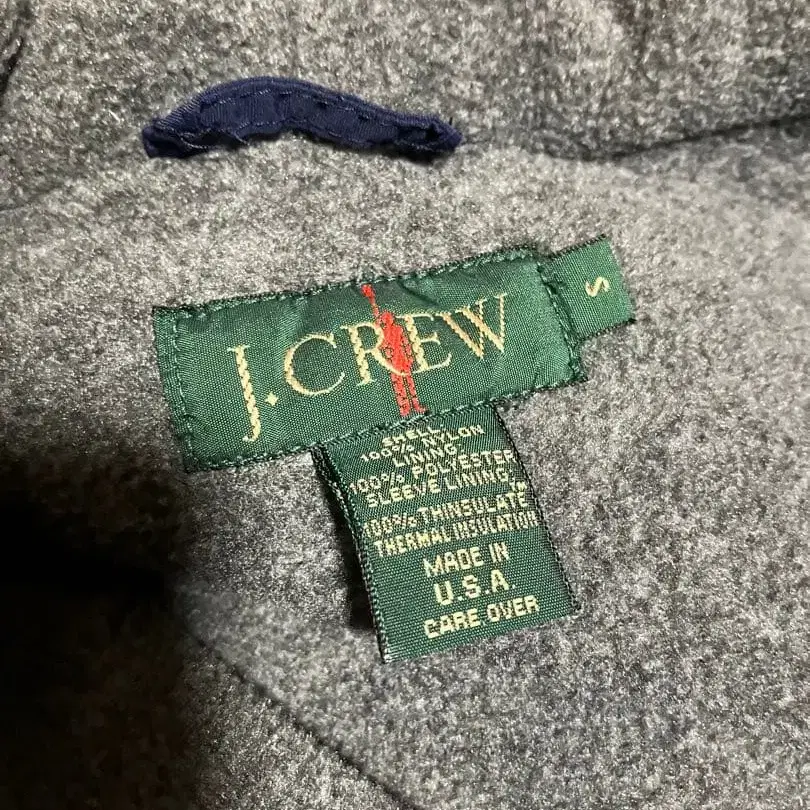 J.CREW
S
SHELL
100% NYLON
LINING
100% POLYESTER
SLEEVE LINING,
100% THINSULATE
THERMAL INSULATION
MADE IN
U.S.A.
CARE OVER